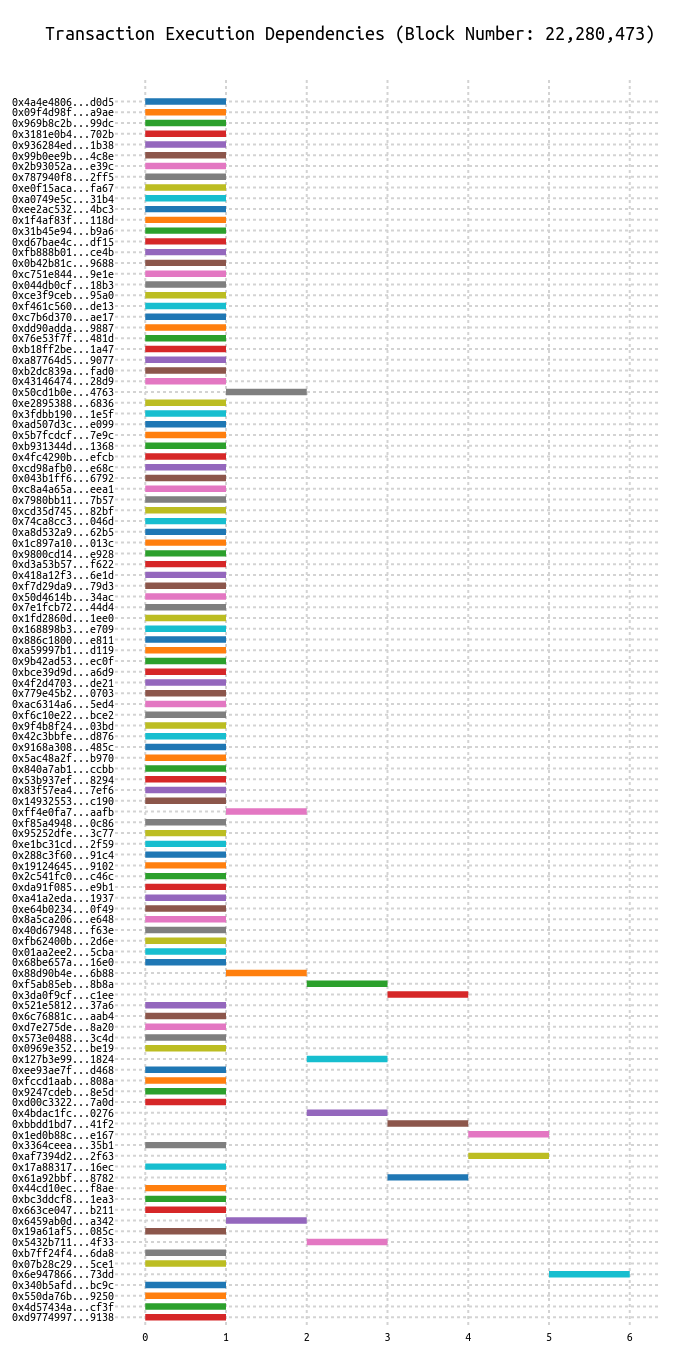 Transaction Execution Dependencies (Block Number: 22,280,473)
0x4a4e4806...d0d5
0x09f4d98f...a9ae
0x969b8c2b...99dc
0x3181e0b4...702b
0x936284ed...1b38
0x99b0ee9b...4c8e
0x2b93052a...e39c
0x787940f8...2ff5
0xe0f15aca...fa67
0xa0749e5c...31b4
0xee2ac532...4bc3
0x1f4af83f...118d
0x31b45e94...b9a6
0xd67bae4c...df15
0xfb888b01...ce4b
0x0b42b81c...9688
0xc751e844...9e1e
0x044db0cf...18b3
0xce3f9ceb...95a0
0xf461c560...de13
0xc7b6d370...ae17
0xdd90adda...9887
0x76e53f7f...481d
0xb18ff2be...1a47
0xa87764d5...9077
0xb2dc839a...fad0
0x43146474...28d9
0x50cd1b0e...4763
0xe2895388...6836
0x3fdbb190...1e5f
0xad507d3c...e099
0x5b7fcdcf...7e9c
0xb931344d...1368
0x4fc4290b...efcb
0xcd98afb0...e68c
0x043b1ff6...6792
0xc8a4a65a...eea1
0x7980bb11...7b57
0xcd35d745...82bf
0x74ca8cc3...046d
0xa8d532a9...62b5
0x1c897a10...013c
0x9800cd14...e928
0xd3a53b57...f622
0x418a12f3...6e1d
0xf7d29da9...79d3
0x50d4614b...34ac
0x7e1fcb72...44d4
0x1fd2860d...1ee0
0x168898b3...e709
0x886c1800...e811
0xa59997b1...d119
0x9b42ad53...ec0f
0xbce39d9d...a6d9
0x4f2d4703...de21
0x779e45b2...0703
0xac6314a6...5ed4
0xf6c10e22...bce2
0x9f4b8f24...03bd
0x42c3bbfe...d876
0x9168a308...485c
0x5ac48a2f...b970
0x840a7ab1...ccbb
0x53b937ef...8294
0x83f57ea4...7ef6
0x14932553...c190
0xff4e0fa7...aafb
0xf85a4948...0c86
0x95252dfe...3c77
0xe1bc31cd...2f59
0x288c3f60...91c4
0x19124645...9102
0x2c541fc0...c46c
0xda91f085...e9b1
0xa41a2eda...1937
0xe64b0234...0f49
0x8a5ca206...e648
0x40d67948...f63e
0xfb62400b...2d6e
0x01aa2ee2...5cba
0x68be657a...16e0
0x88d90b4e...6b88
0xf5ab85eb...8b8a
0x3da0f9cf...c1ee
0x521e5812...37a6
0x6c76881c...aab4
0xd7e275de...8a20
0x573e0488...3c4d
0x0969e352...be19
0x127b3e99...1824
0xee93ae7f...d468
0xfccd1aab...808a
0x9247cdeb...8e5d
0xd00c3322...7a0d
0x4bdac1fc...0276
0xbbdd1bd7...41f2
0x1ed0b88c...e167
0x3364ceea...35b1
0xaf7394d2...2f63
0x17a88317...16ec
0x61a92bbf...8782
0x44cd10ec...f8ae
0xbc3ddcf8...1ea3
0x663ce047...b211
0x6459ab0d...a342
0x19a61af5...085c
0x5432b711...4f33
0xb7ff24f4...6da8
0x07b28c29...5ce1
0x6e947866...73dd
0x340b5afd...bc9c
0x550da76b...9250
0x4d57434a...cf3f
0xd9774997...9138
0 1 2 3 4 5 6